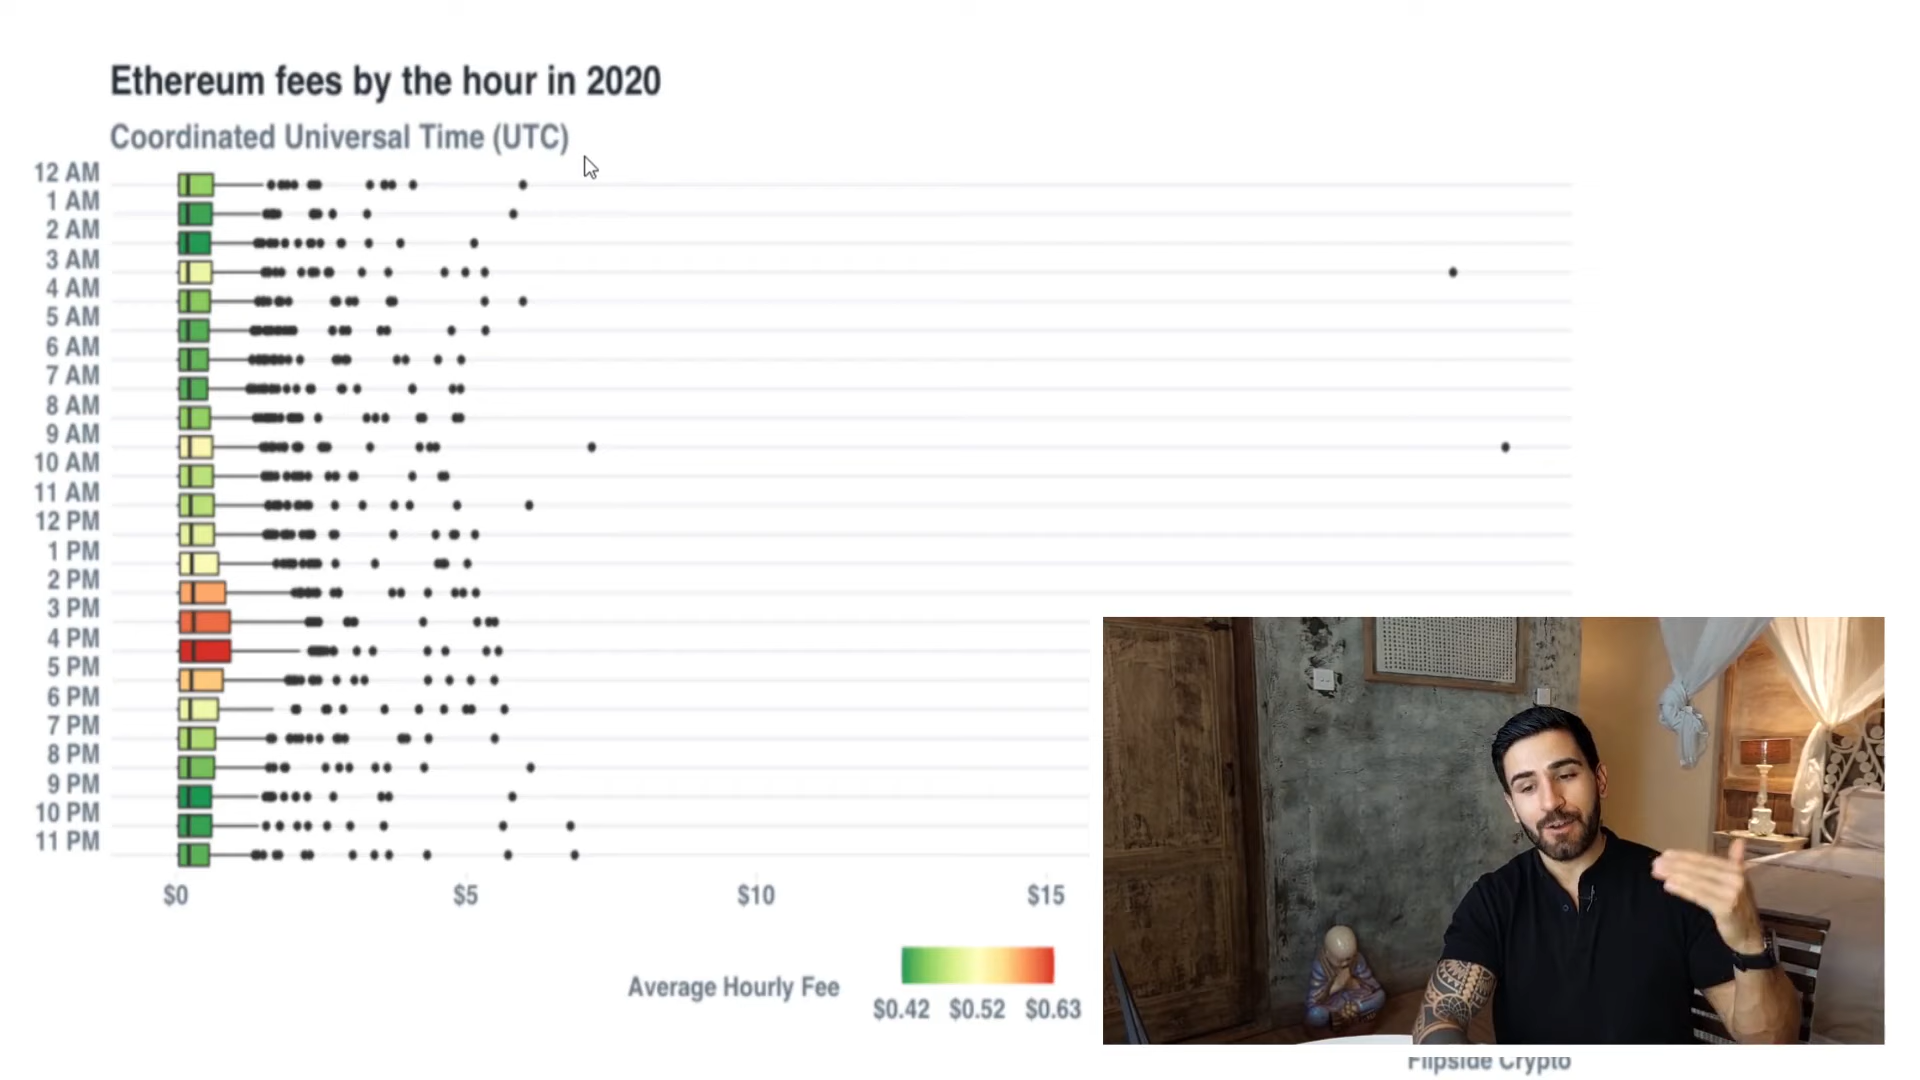 Ethereum fees by the hour in 2020
Coordinated Universal Time (UTC)
12 AM
1 AM
2 AM
3 AM
4 AM
5 AM
6 AM
7 AM
8 AM
9 AM
10 AM
11 AM
12 PM
1 PM
2 PM
3 PM
4 PM
5 PM
6 PM
7 PM
8 PM
9 PM
10 PM
11 PM
$0 $5 $10 $15
Average Hourly Fee
$0.42 $0.52 $0.63
Flipside Crypto